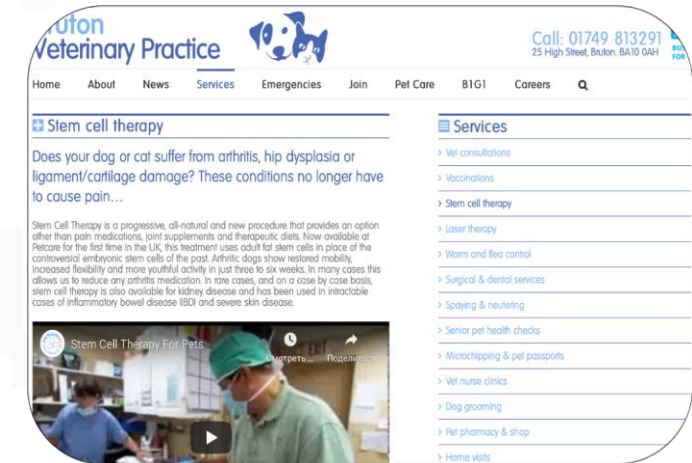 Bruton
Veterinary Practice
Call: 01749 813291
25 High Street, Bruton. BA10 0AH
Home About News Services Emergencies Join Pet Care B1G1 Careers
Stem cell therapy
Does your dog or cat suffer from arthritis, hip dysplasia or
ligament/cartilage damage? These conditions no longer have
to cause pain…
Stem Cell Therapy is a progressive, all-natural and new procedure that provides an option
other than pain medications, joint supplements and therapeutic diets. Now available at
Petcare for the first time in the UK, this treatment uses adult fat stem cells in place of the
controversial embryonic stem cells of the past. Arthritic dogs show restored mobility,
increased flexibility and more youthful activity in just three to six weeks. In many cases this
allows us to reduce any arthritis medication. In rare cases, and on a case by case basis,
stem cell therapy is also available for kidney disease and has been used in intractable
cases of inflammatory bowel disease (IBD) and severe skin disease.
Stem Cell Therapy For Pets
Смотреть ... Поделиться
Services
> Vet consultations
> Vaccinations
> Stem cell therapy
> Laser therapy
> Worm and flea control
> Surgical & dental services
> Spaying & neutering
> Senior pet health checks
> Microchipping & pet passports
> Vet nurse clinics
> Dog grooming
> Pet pharmacy & shop
> Home visits